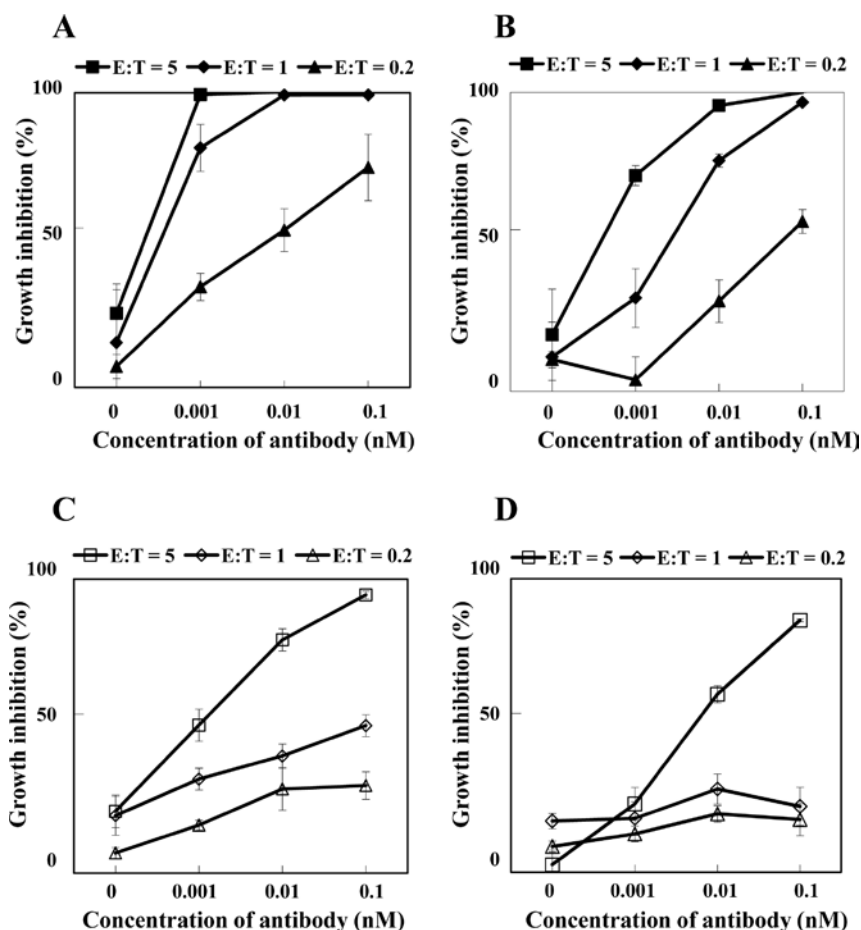 A
E:T = 5 E:T = 1 E:T = 0.2
100
50
0
Growth inhibition (%)
0 0.001 0.01 0.1
Concentration of antibody (nM)
B
E:T = 5 E:T = 1 E:T = 0.2
100
50
0
Growth inhibition (%)
0 0.001 0.01 0.1
Concentration of antibody (nM)
C
E:T = 5 E:T = 1 E:T = 0.2
100
50
0
Growth inhibition (%)
0 0.001 0.01 0.1
Concentration of antibody (nM)
D
E:T = 5 E:T = 1 E:T = 0.2
100
50
0
Growth inhibition (%)
0 0.001 0.01 0.1
Concentration of antibody (nM)